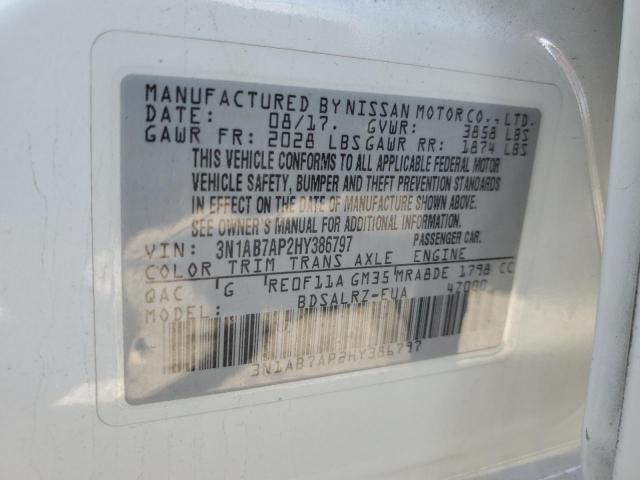 MANUFACTURED BY NISSAN MOTOR CO., LTD.
DATE: 08/17. GVWR: 3858 LBS
GAWR FR: 2028 LBS GAWR RR: 1874 LBS
THIS VEHICLE CONFORMS TO ALL APPLICABLE FEDERAL MOTOR
VEHICLE SAFETY, BUMPER AND THEFT PREVENTION STANDARDS
IN EFFECT ON THE DATE OF MANUFACTURE SHOWN ABOVE.
SEE OWNER'S MANUAL FOR ADDITIONAL INFORMATION.
VIN: 3N1AB7AP2HY386797 PASSENGER CAR.
COLOR TRIM TRANS AXLE ENGINE
QAC G RE0F11A GM35 MRA8DE 1798 CC
MODEL: BDSALRZ-EUA 47000
3N1AB7AP2HY386797